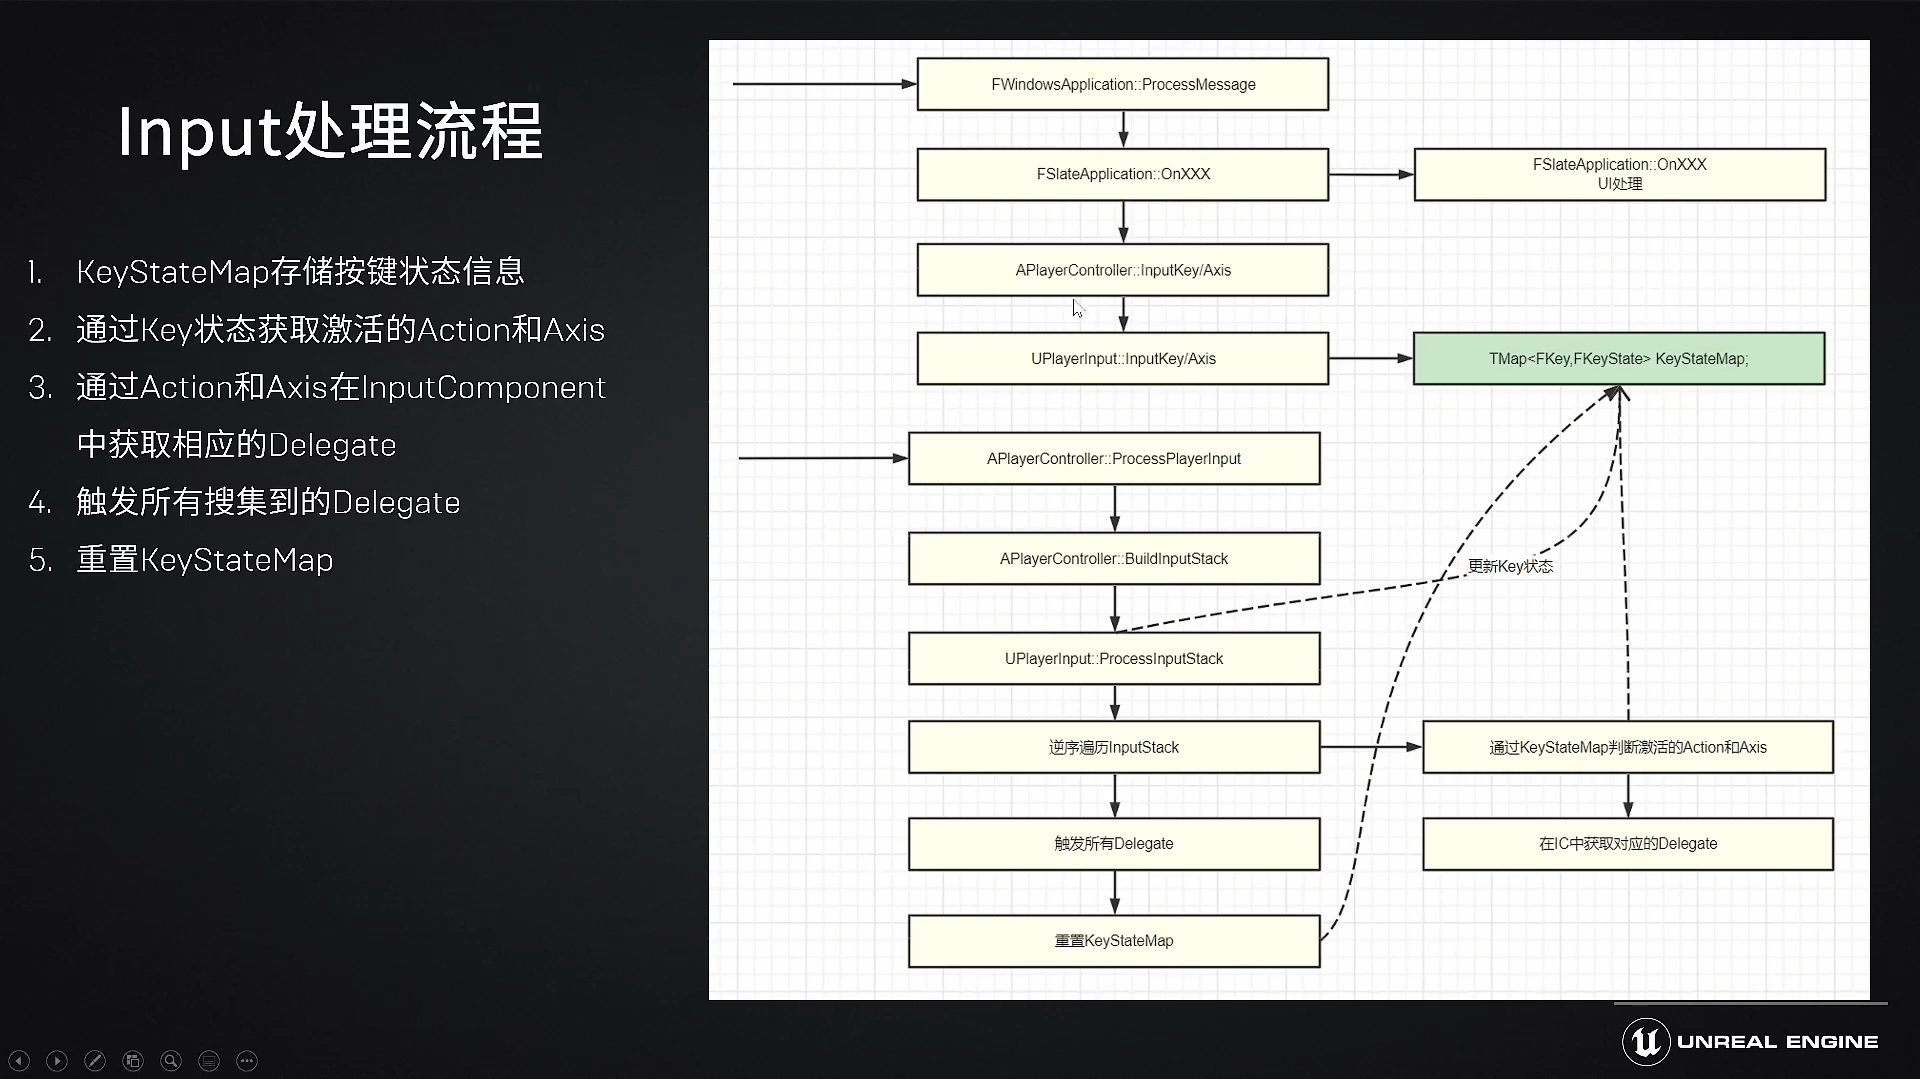 Input处理流程
1. KeyStateMap存储按键状态信息
2. 通过Key状态获取激活的Action和Axis
3. 通过Action和Axis在InputComponent
中获取相应的Delegate
4. 触发所有搜集到的Delegate
5. 重置KeyStateMap
FWindowsApplication::ProcessMessage
FSlateApplication::OnXXX
FSlateApplication::OnXXX
UI处理
APlayerController::InputKey/Axis
UPlayerInput::InputKey/Axis
TMap<FKey,FKeyState> KeyStateMap;
APlayerController::ProcessPlayerInput
APlayerController::BuildInputStack
更新Key状态
UPlayerInput::ProcessInputStack
逆序遍历InputStack
通过KeyStateMap判断激活的Action和Axis
触发所有Delegate
在IC中获取对应的Delegate
重置KeyStateMap
UNREAL ENGINE